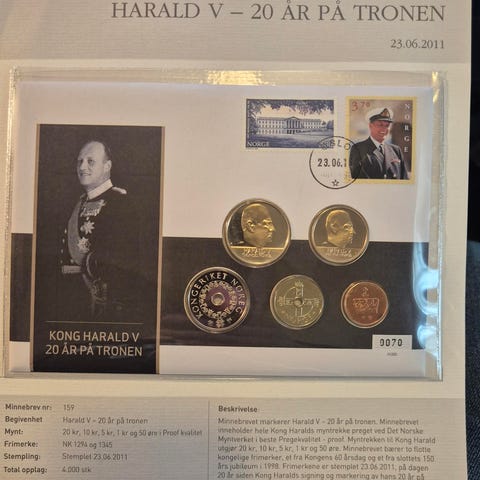 HARALD V – 20 ÅR PÅ TRONEN
23.06.2011
NORGE
3,70
NORGE
OSLO
23.06.1
KONGERIKET NOREG
KONG HARALD V
20 ÅR PÅ TRONEN
0070
Minnebrev nr: 159
Begivenhet Harald V – 20 år på tronen
Mynt: 20 kr, 10 kr, 5 kr, 1 kr og 50 øre i Proof kvalitet
Frimerke: NK 1294 og 1345
Stempling: Stemplet 23.06.2011
Total opplag: 4.000 stk
Beskrivelse:
Minnebrevet markerer Harald V – 20 år på tronen. Minnebrevet
inneholder hele Kong Haralds myntrekke preget ved Det Norske
Myntverket i beste Pregekvalitet - proof. Myntrekken til Kong Harald
utgjør 20 kr, 10 kr, 5 kr, 1 kr og 50 øre. Minnebrev bærer to flotte
kongelige frimerker, et fra Kongens 60 årsdag og et fra slottets 150
års jubileum i 1998. Frimerkene er stemplet 23.06.2011, på dagen
20 år siden Kong Haralds signing og markering av hans 20 år på